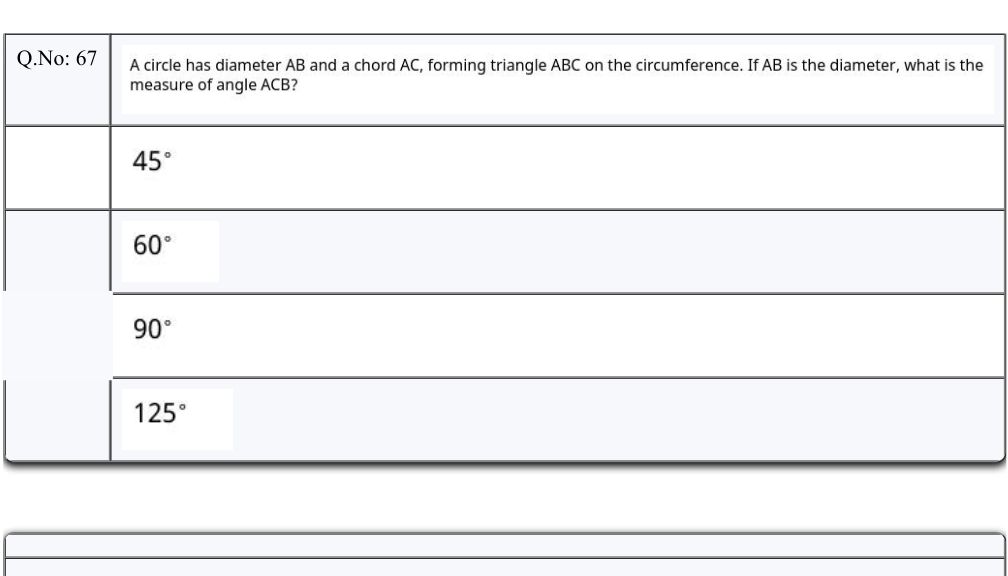 Q.No: 67
A circle has diameter AB and a chord AC, forming triangle ABC on the circumference. If AB is the diameter, what is the
measure of angle ACB?
45°
60°
90°
125°